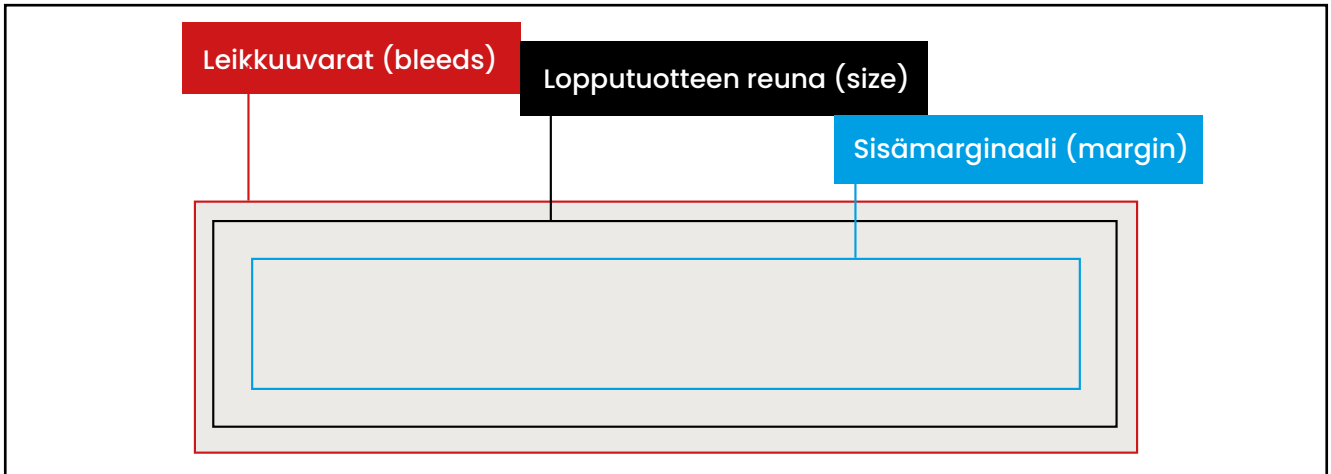 Leikkuuvarat (bleeds)
Lopputuotteen reuna (size)
Sisämarginaali (margin)